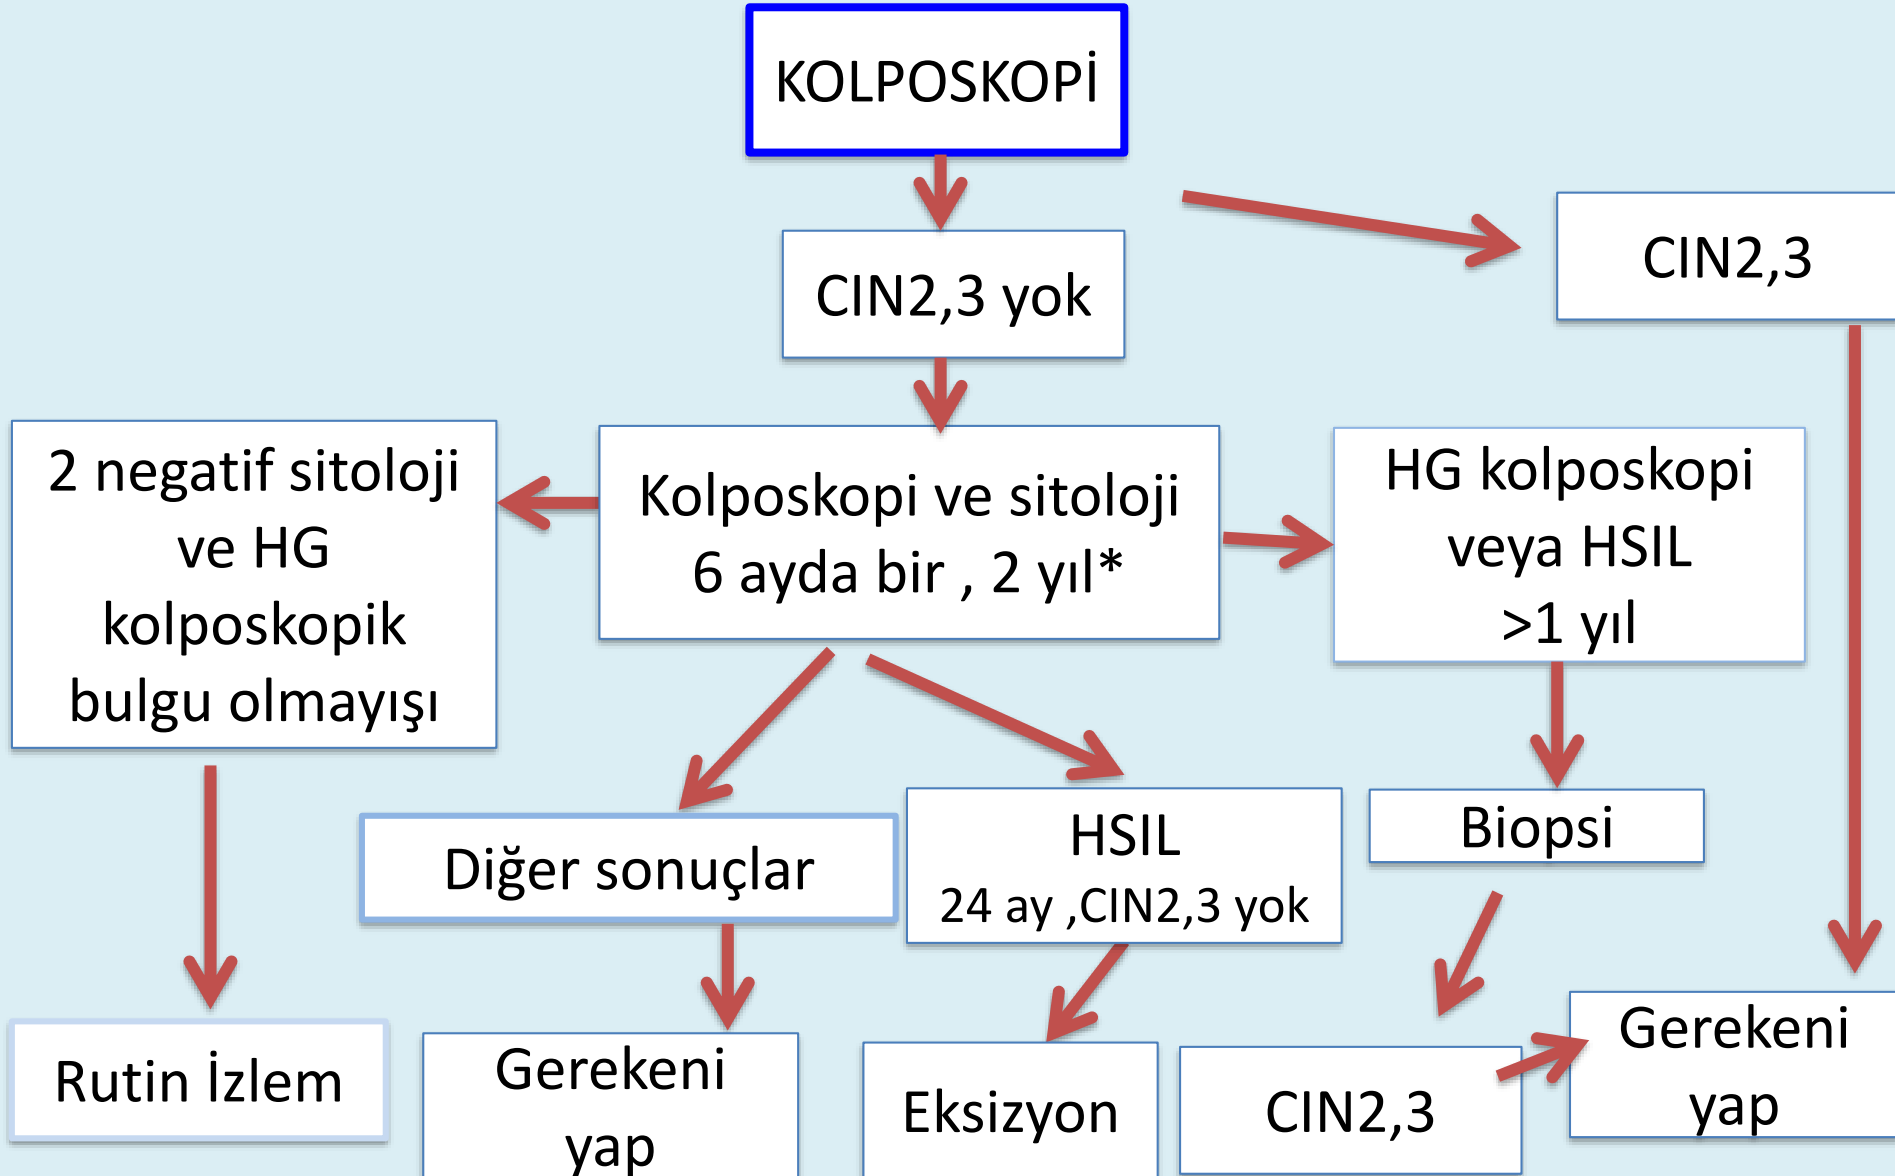 KOLPOSKOPİ
CIN2,3 yok
CIN2,3
2 negatif sitoloji
ve HG
kolposkopik
bulgu olmayışı
Kolposkopi ve sitoloji
6 ayda bir , 2 yıl*
HG kolposkopi
veya HSIL
>1 yıl
Diğer sonuçlar
HSIL
24 ay ,CIN2,3 yok
Biopsi
Rutin İzlem
Gerekeni
yap
Eksizyon
CIN2,3
Gerekeni
yap